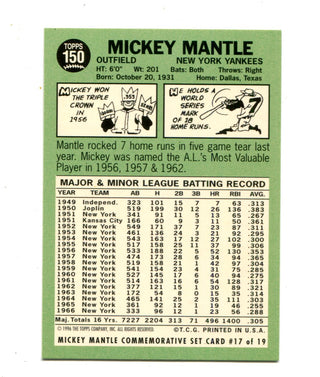 TOPPS
150
MICKEY MANTLE
OUTFIELD NEW YORK YANKEES
HT: 6'0" Wt: 201 Bats: Both Throws: Right
Born: October 20, 1931 Home: Dallas, Texas
MICKEY WON
THE TRIPLE
CROWN IN
1956
HE HOLDS A
WORLD
SERIES
MARK
OF 18
HOME RUNS.
7
Mantle rocked 7 home runs in five game tear last
year. Mickey was named the A.L.'s Most Valuable
Player in 1956, 1957 & 1962.
MAJOR & MINOR LEAGUE BATTING RECORD
YEAR TEAM AB H 2B 3B HR RBI AVG.
1949 Independ. 323 101 15 7 7 63 .313
1950 Joplin 519 199 30 12 26 136 .383
1951 New York 341 91 11 5 13 65 .267
1951 Kansas City 166 60 9 3 11 50 .361
1952 New York 549 171 37 7 23 87 .311
1953 New York 461 136 24 3 21 92 .295
1954 New York 543 163 17 12 27 102 .300
1955 New York 517 158 25 11 37 99 .306
1956 New York 533 188 22 5 52 130 .353
1957 New York 474 173 28 6 34 94 .365
1958 New York 519 158 21 1 42 97 .304
1959 New York 541 154 23 4 31 75 .285
1960 New York 527 145 17 6 40 94 .275
1961 New York 514 163 16 6 54 128 .317
1962 New York 377 121 15 1 30 89 .321
1963 New York 172 54 8 0 15 35 .314
1964 New York 465 141 25 2 35 111 .303
1965 New York 361 92 12 1 19 46 .255
1966 New York 333 96 12 1 23 56 .288
Maj. Totals 16 Yrs. 
© 1996 THE TOPPS COMPANY, INC. ALL RIGHTS RESERVED. © T.C.G. PRINTED IN U.S.A.
MICKEY MANTLE COMMEMORATIVE SET CARD #17 of 19